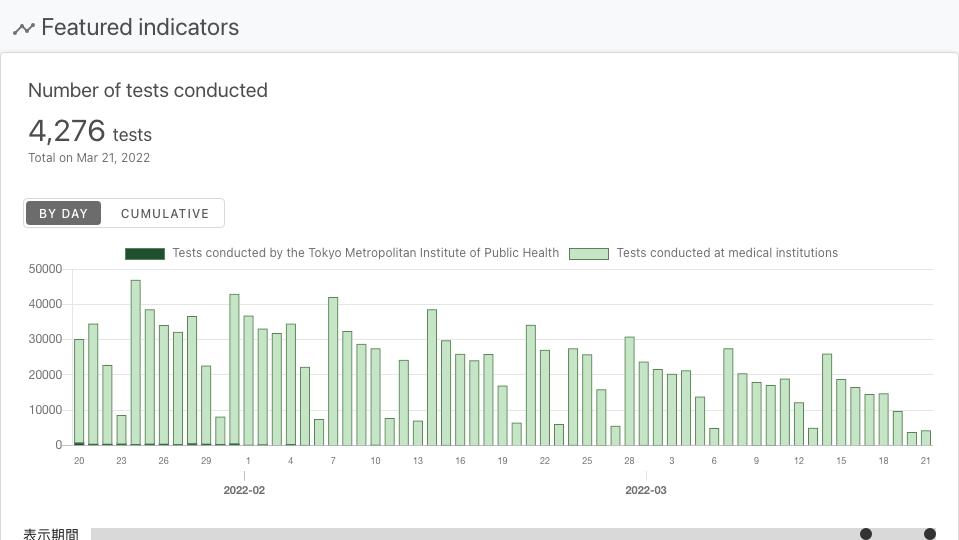 Featured indicators
Number of tests conducted
4,276 tests
Total on Mar 21, 2022
BY DAY CUMULATIVE
Tests conducted by the Tokyo Metropolitan Institute of Public Health Tests conducted at medical institutions
50000
40000
30000
20000
10000
0
20 23 26 29 1 4 7 10 13 16 19 22 25 28 3 6 9 12 15 18 21
2022-02 2022-03
表示期間